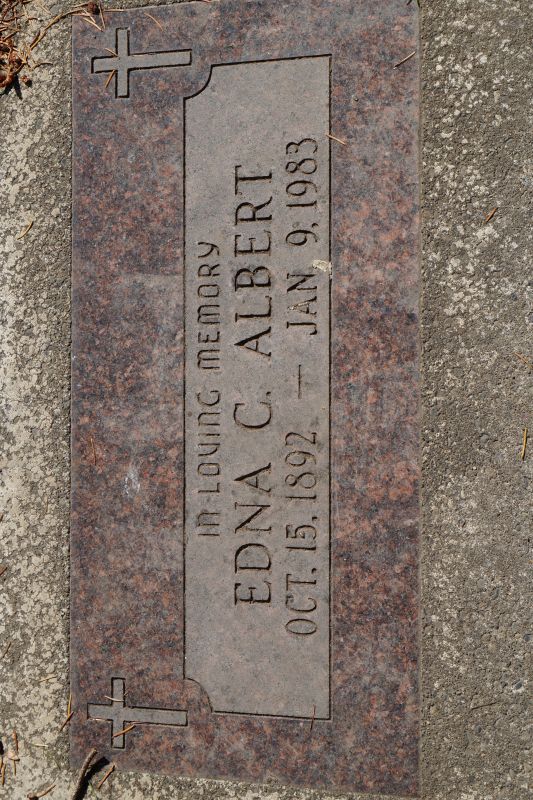 IN LOVING MEMORY
EDNA C. ALBERT
OCT. 15, 1892 — JAN. 9, 1983